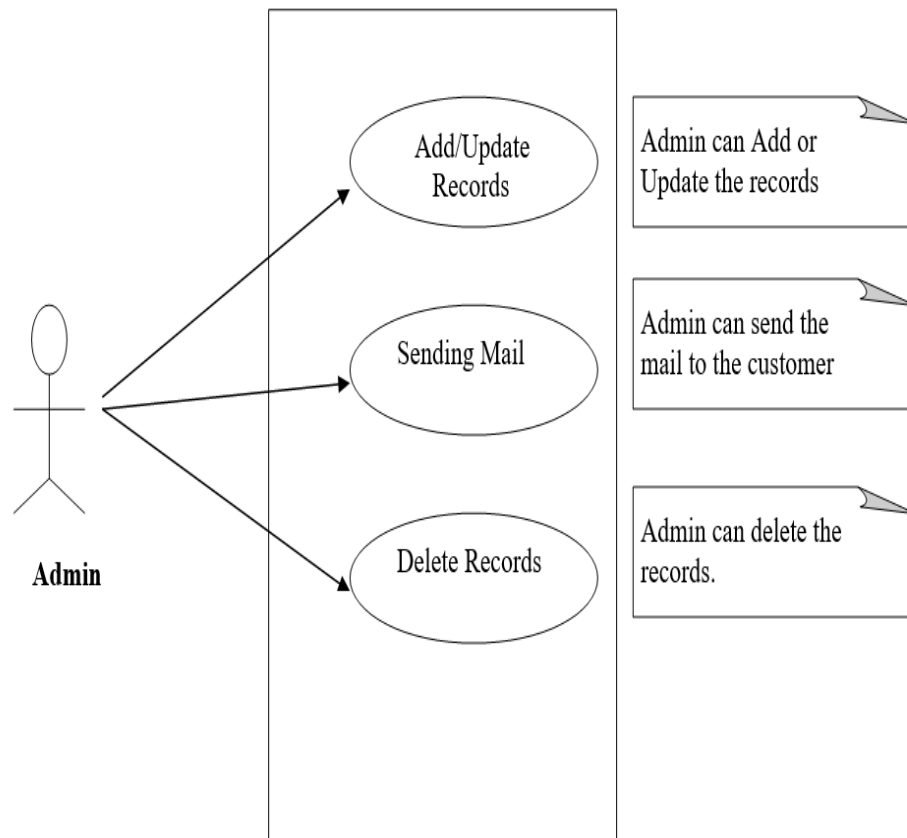 Add/Update
Records
Admin can Add or
Update the records
Sending Mail
Admin can send the
mail to the customer
Delete Records
Admin can delete the
records.
Admin